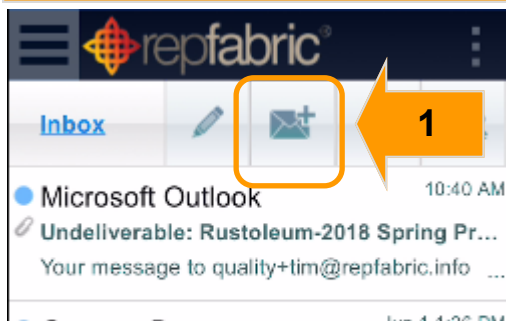 repfabric®
Inbox
1
Microsoft Outlook 10:40 AM
Undeliverable: Rustoleum-2018 Spring Pr...
Your message to quality+tim@repfabric.info ...